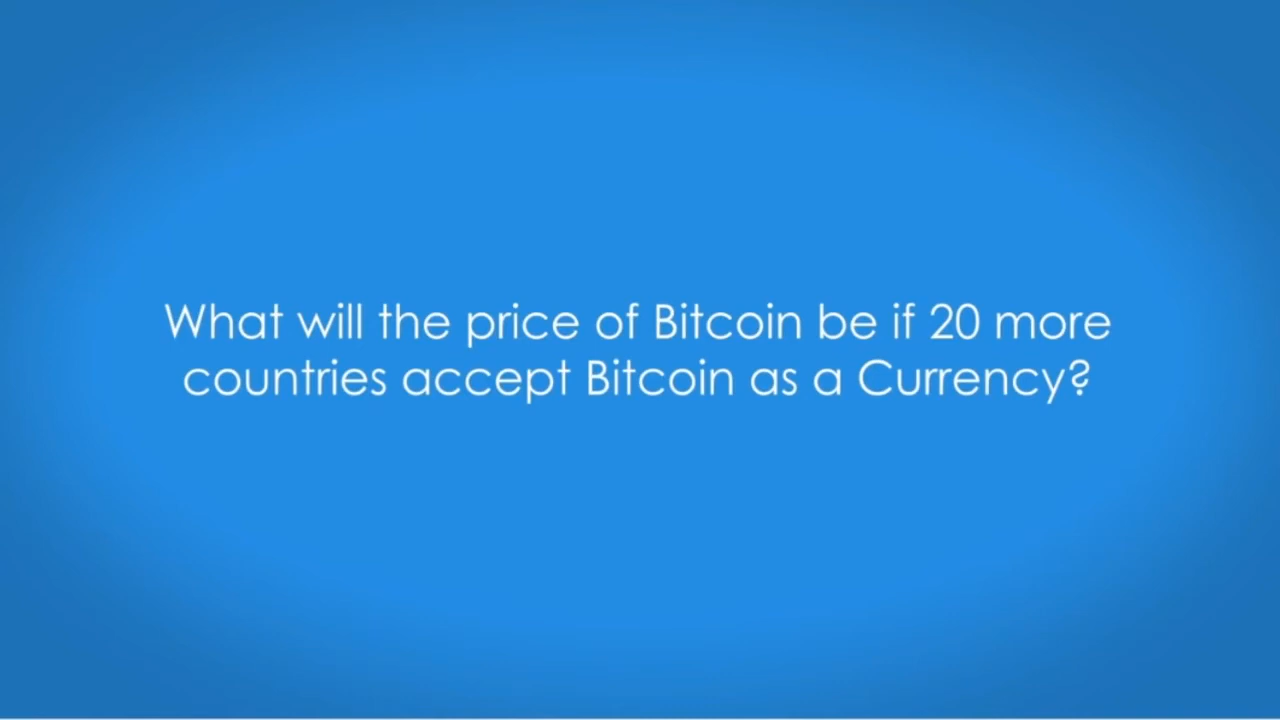 What will the price of Bitcoin be if 20 more
countries accept Bitcoin as a Currency?